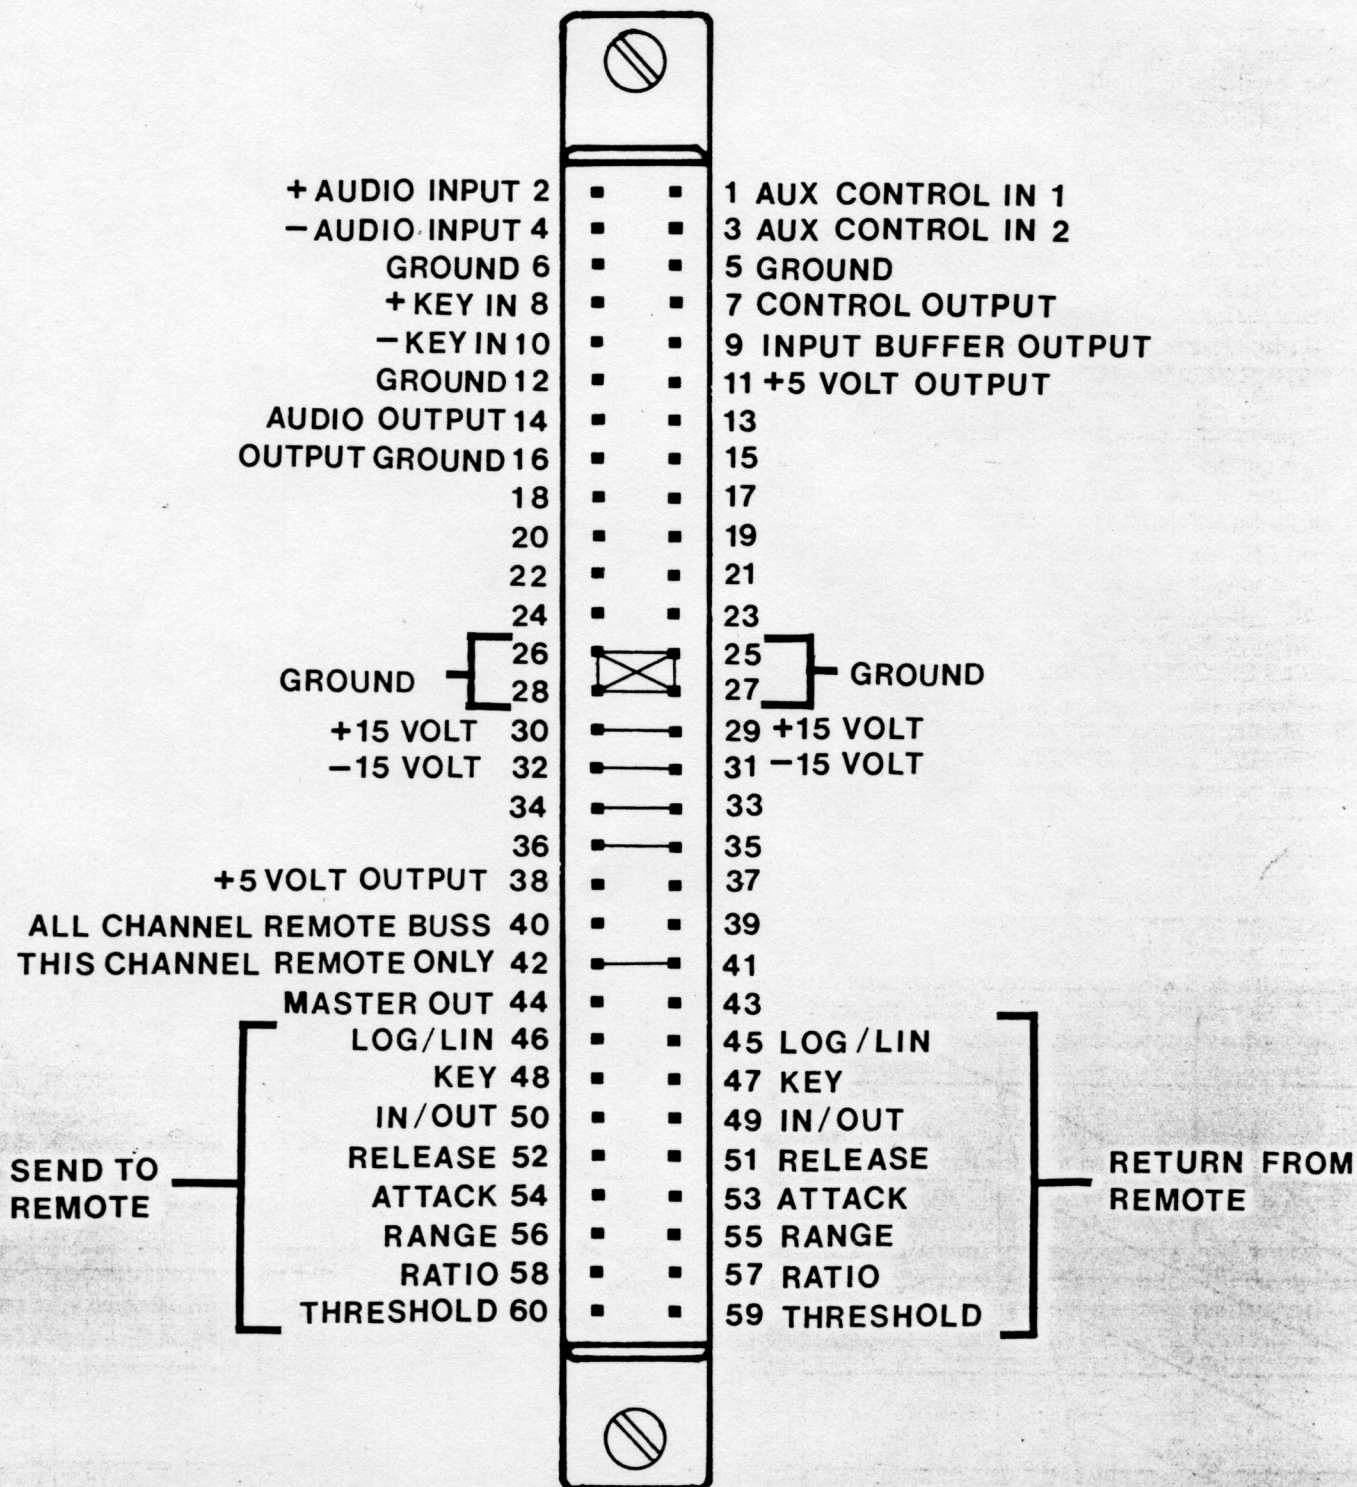 + AUDIO INPUT 2 1 AUX CONTROL IN 1
− AUDIO INPUT 4 3 AUX CONTROL IN 2
GROUND 6 5 GROUND
+ KEY IN 8 7 CONTROL OUTPUT
− KEY IN 10 9 INPUT BUFFER OUTPUT
GROUND 12 11 +5 VOLT OUTPUT
AUDIO OUTPUT 14 13
OUTPUT GROUND 16 15
18 17
20 19
22 21
24 23
26 25
GROUND GROUND
28 27
+15 VOLT 30 29 +15 VOLT
−15 VOLT 32 31 −15 VOLT
34 33
36 35
+5 VOLT OUTPUT 38 37
ALL CHANNEL REMOTE BUSS 40 39
THIS CHANNEL REMOTE ONLY 42 41
MASTER OUT 44 43
LOG/LIN 46 45 LOG/LIN
KEY 48 47 KEY
IN/OUT 50 49 IN/OUT
RELEASE 52 51 RELEASE
SEND TO
REMOTE
RETURN FROM
REMOTE
ATTACK 54 53 ATTACK
RANGE 56 55 RANGE
RATIO 58 57 RATIO
THRESHOLD 60 59 THRESHOLD